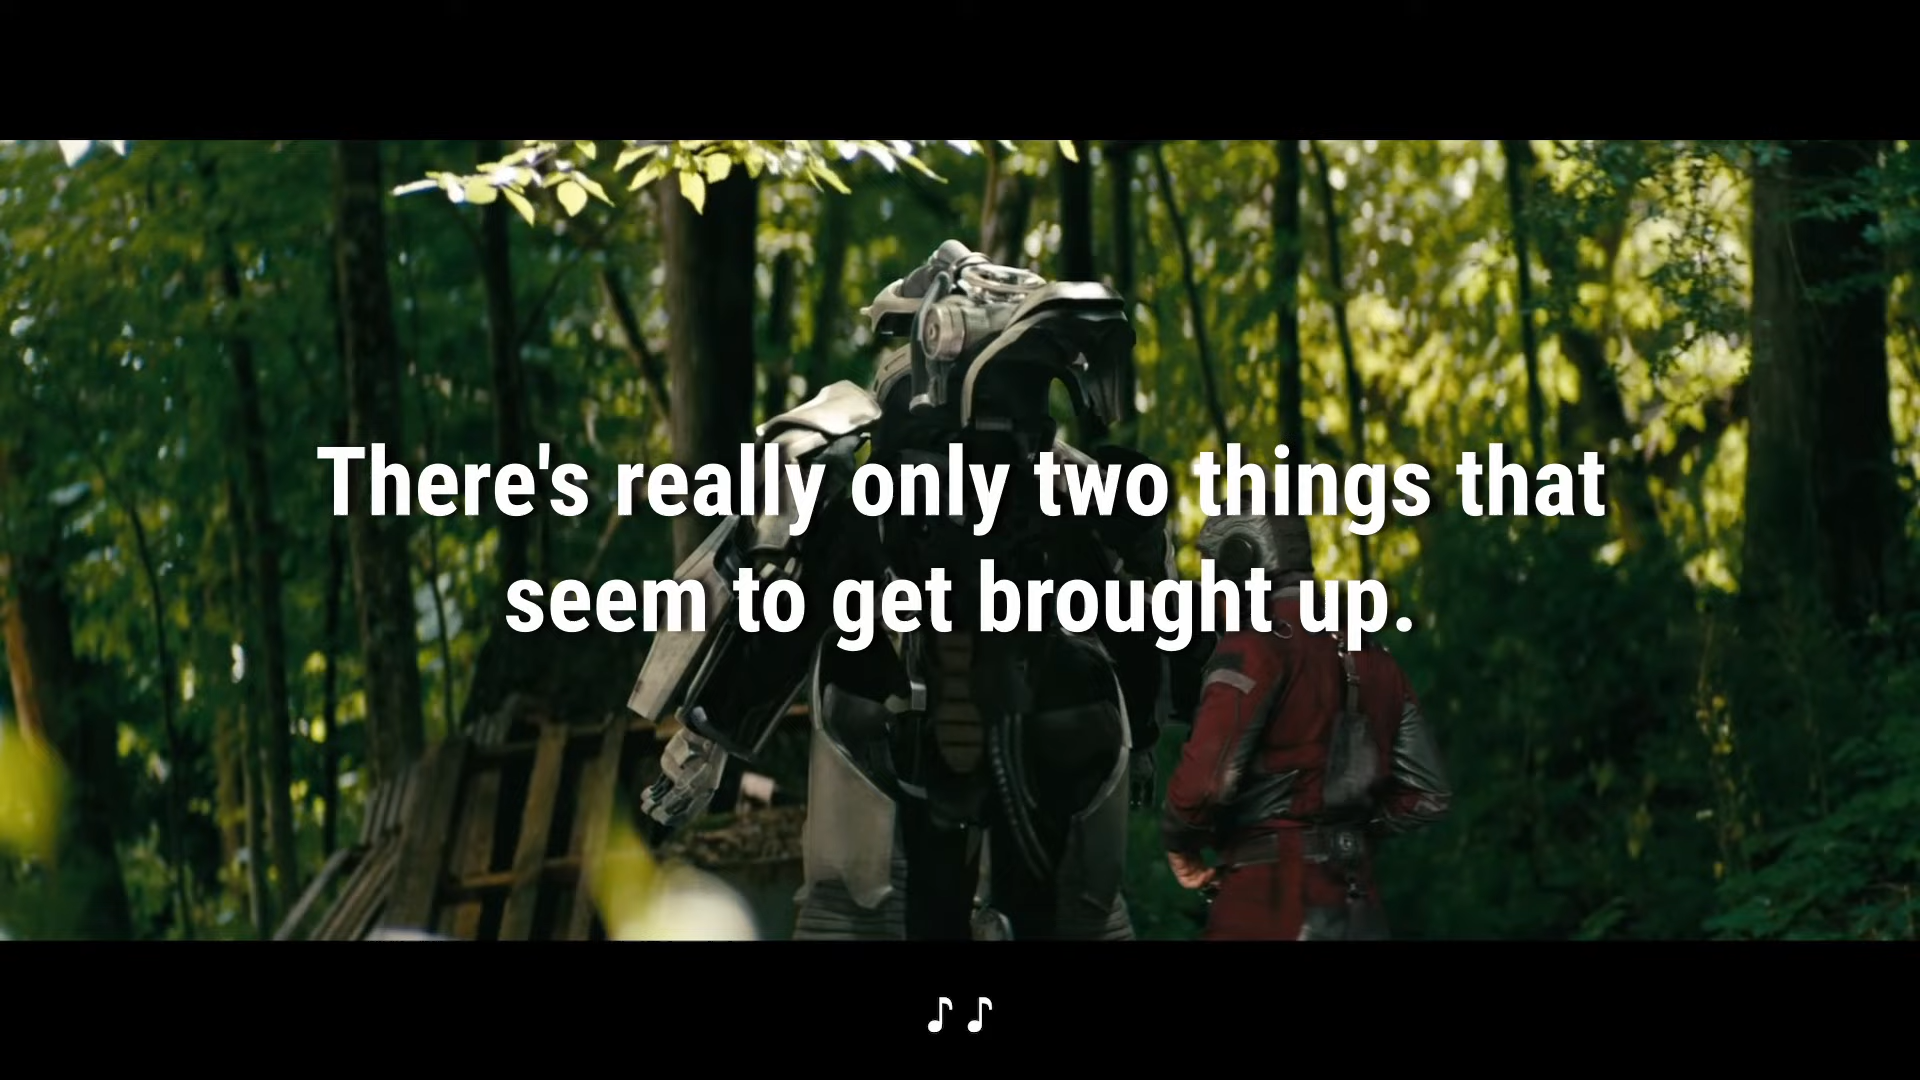 There's really only two things that
seem to get brought up.
♪ ♪